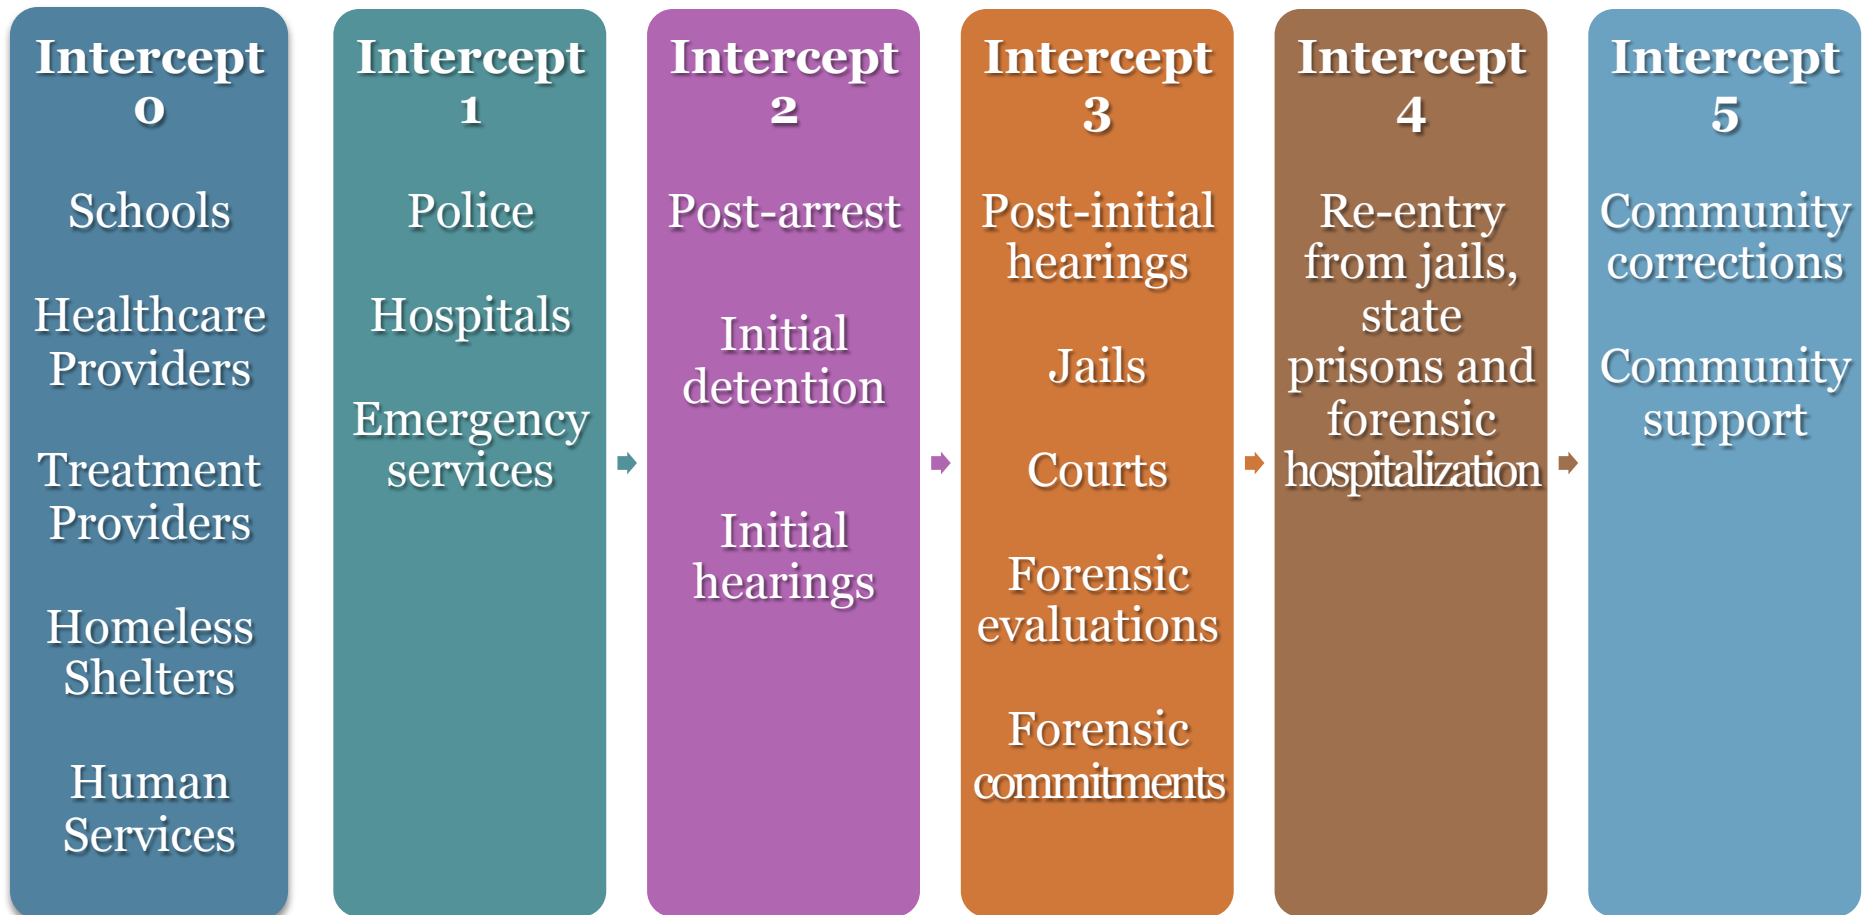 Intercept
0
Schools
Healthcare
Providers
Treatment
Providers
Homeless
Shelters
Human
Services
Intercept
1
Police
Hospitals
Emergency
services
Intercept
2
Post-arrest
Initial
detention
Initial
hearings
Intercept
3
Post-initial
hearings
Jails
Courts
Forensic
evaluations
Forensic
commitments
Intercept
4
Re-entry
from jails,
state
prisons and
forensic
hospitalization
Intercept
5
Community
corrections
Community
support